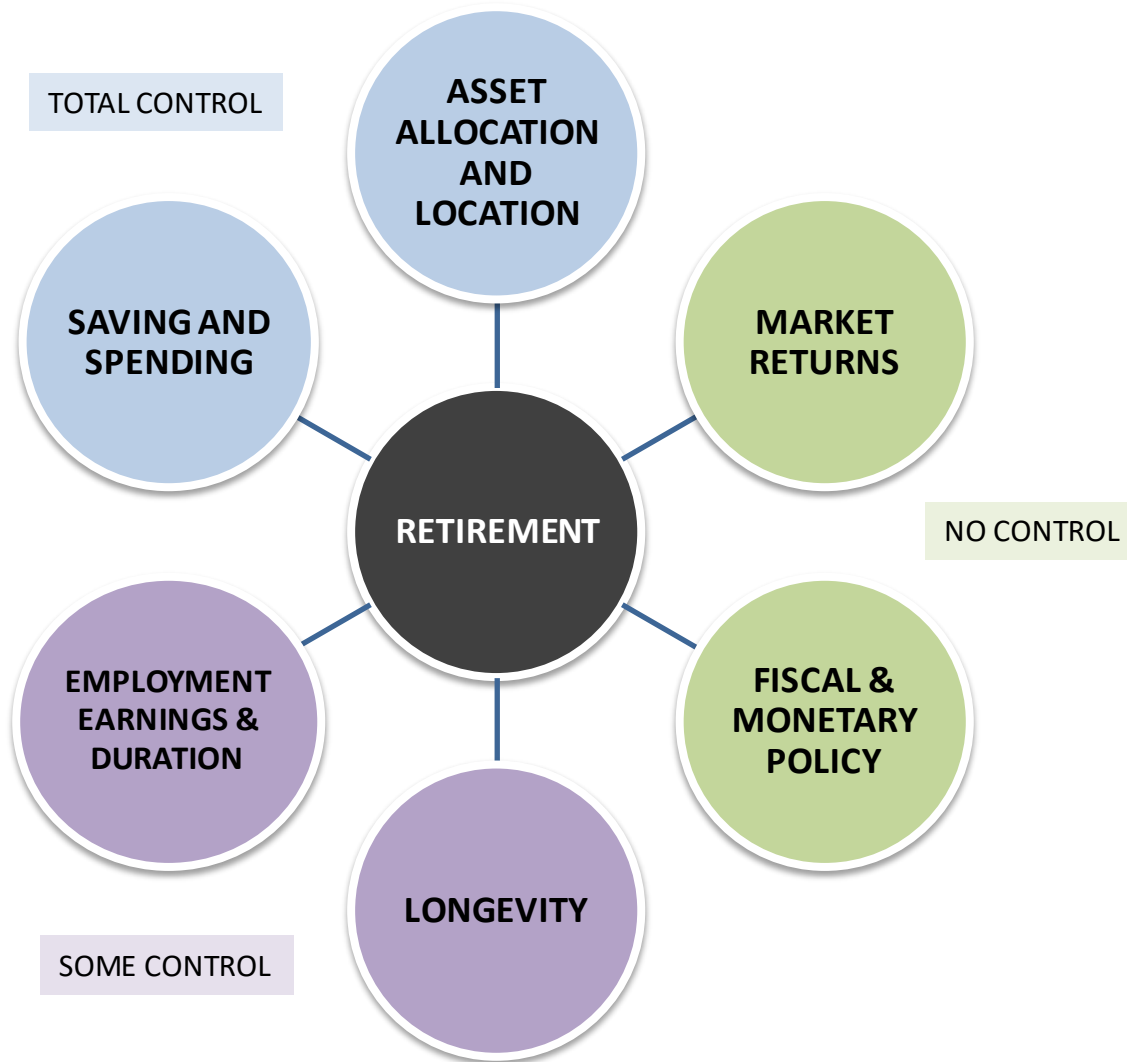 TOTAL CONTROL
ASSET
ALLOCATION
AND
LOCATION
SAVING AND
SPENDING
MARKET
RETURNS
RETIREMENT
NO CONTROL
EMPLOYMENT
EARNINGS &
DURATION
FISCAL &
MONETARY
POLICY
LONGEVITY
SOME CONTROL